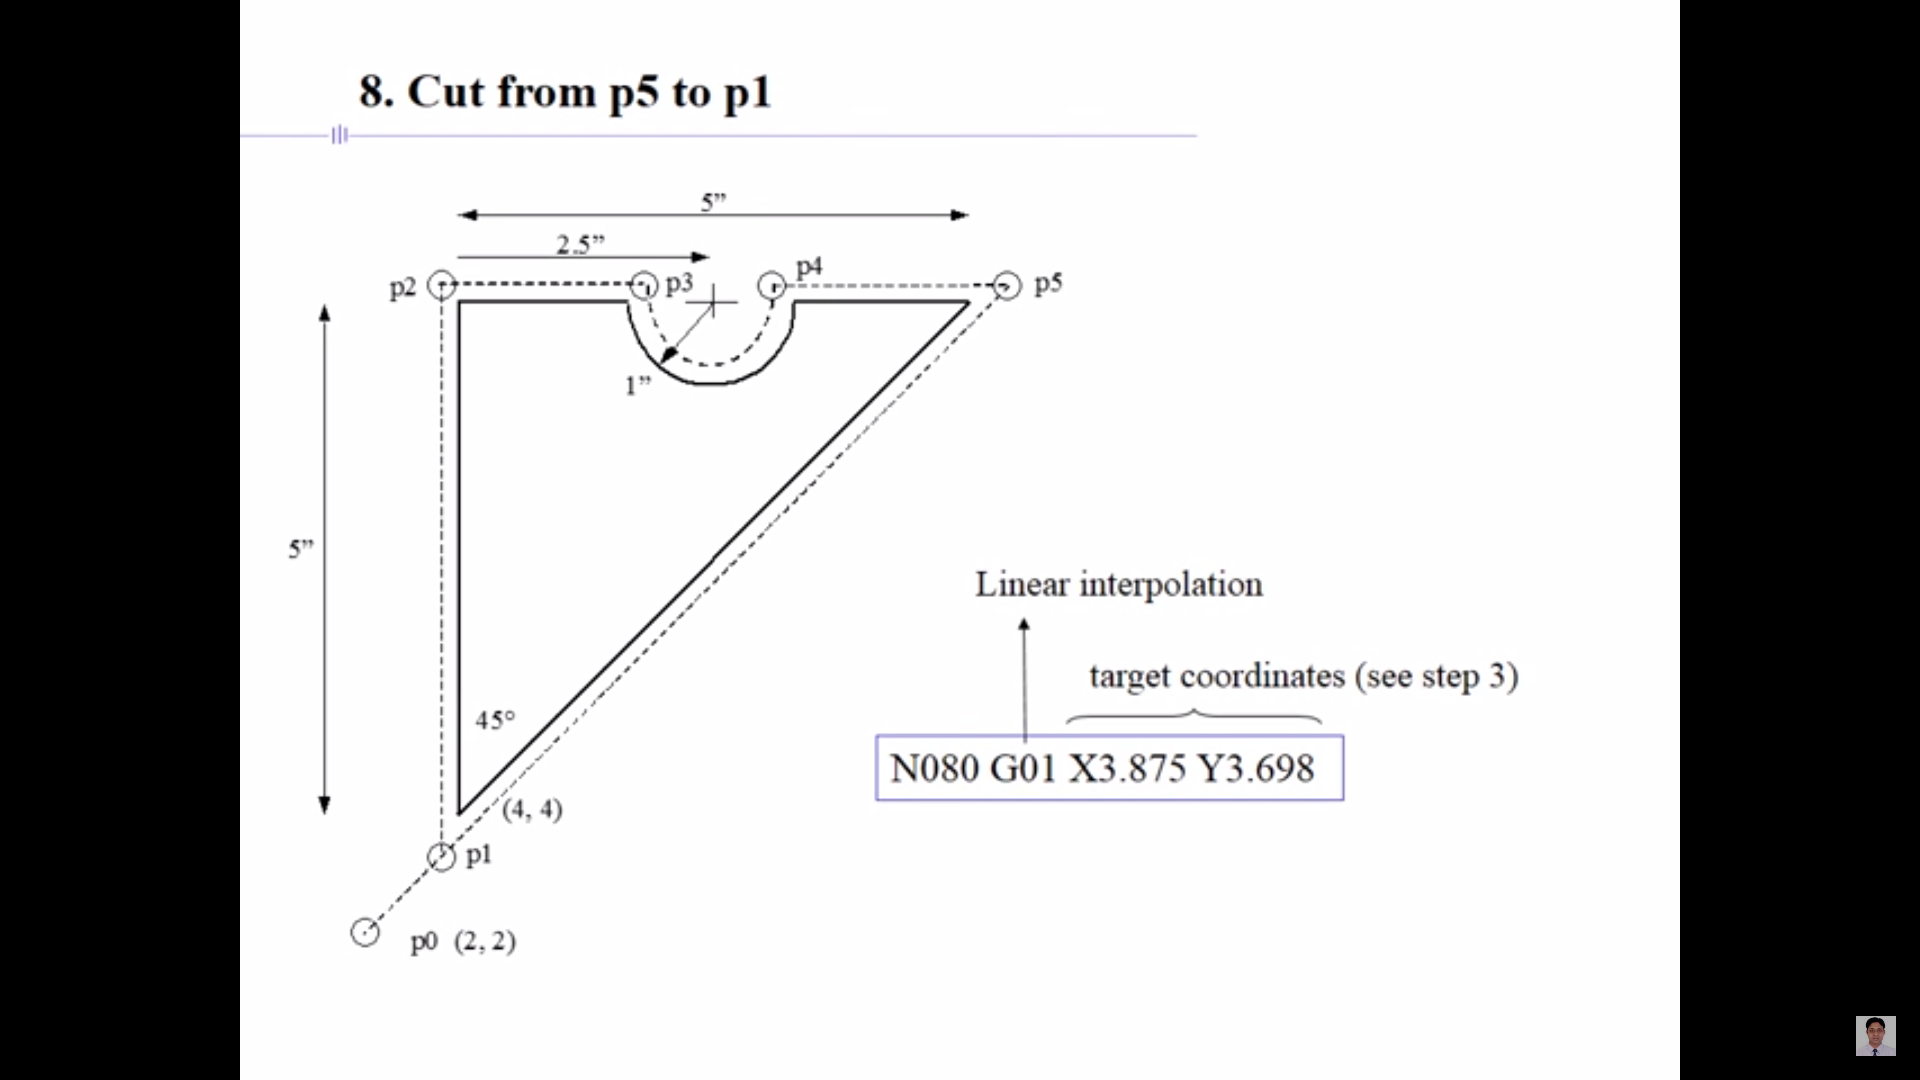 8. Cut from p5 to p1
5”
2.5”
p2
p3
p4
p5
1”
5”
Linear interpolation
target coordinates (see step 3)
45°
N080 G01 X3.875 Y3.698
(4, 4)
p1
p0 (2, 2)